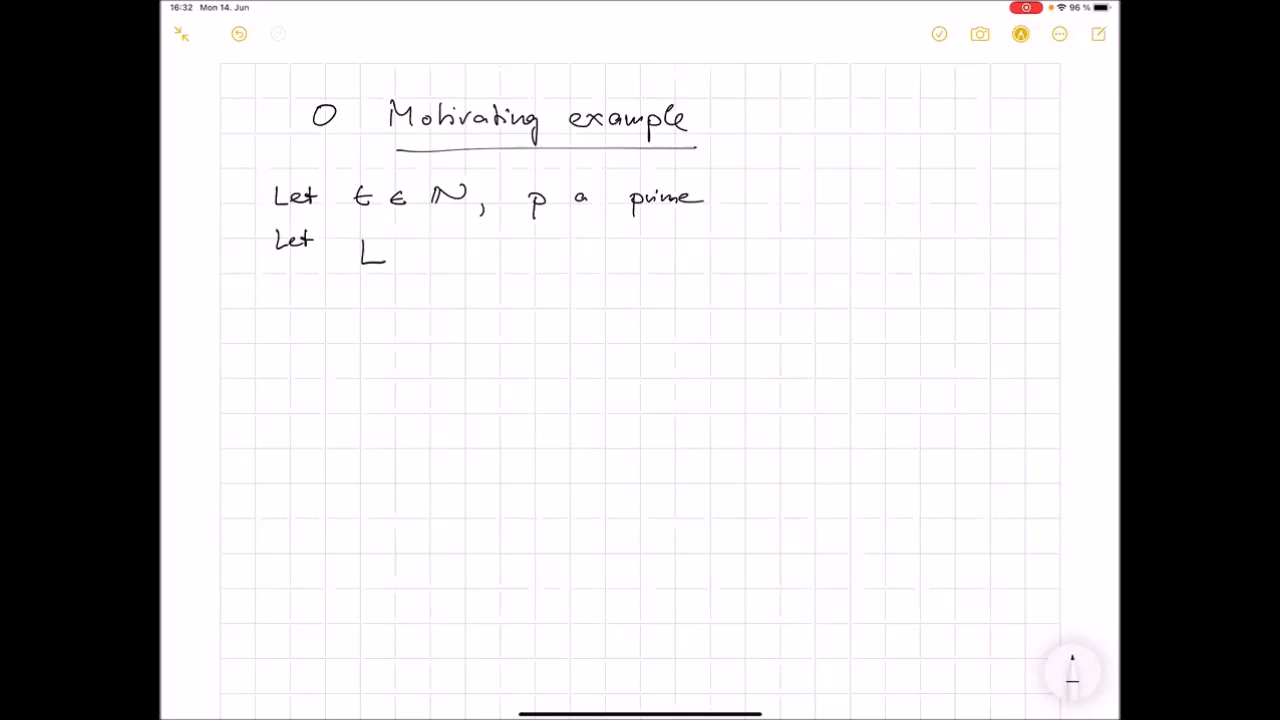 16:32 Mon 14. Jun 96 %
0 Motivating example
Let t ∈ ℕ, p a prime
Let L